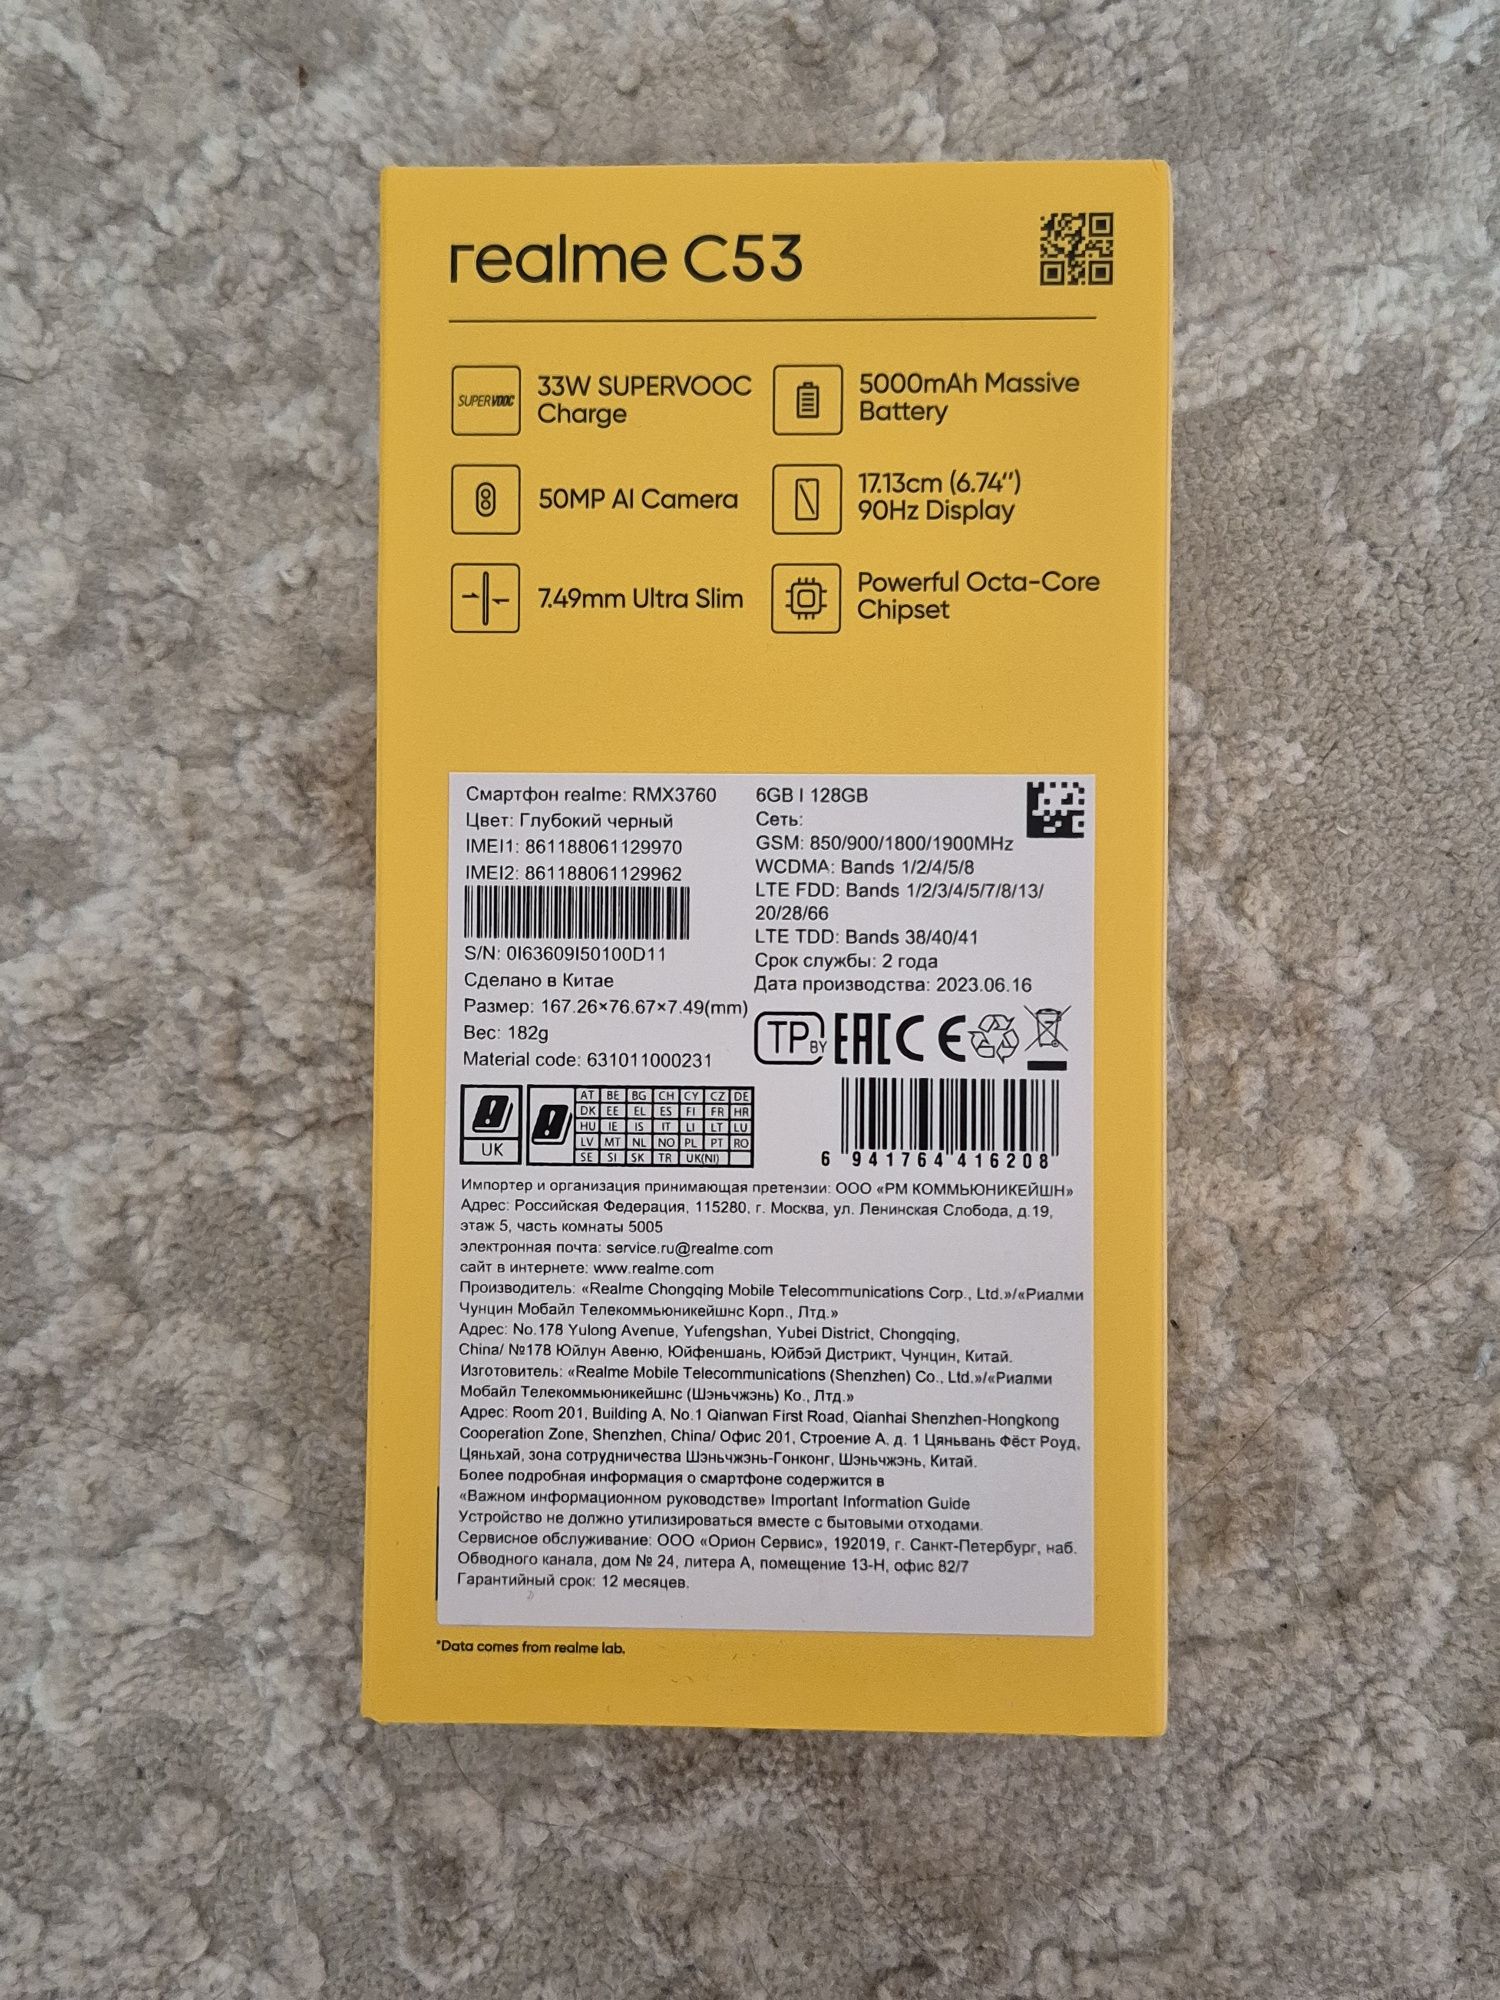 realme C53
SUPERVOOC
33W SUPERVOOC
Charge
5000mAh Massive
Battery
50MP AI Camera
17.13cm (6.74″)
90Hz Display
7.49mm Ultra Slim
Powerful Octa-Core
Chipset
Смартфон realme: RMX3760
Цвет: Глубокий черный
IMEI1: 861188061129970
IMEI2: 861188061129962
S/N: 0I63609I50100D11
Сделано в Китае
Размер: 167.26×76.67×7.49(mm)
Вес: 182g
Material code: 631011000231
6GB I 128GB
Сеть:
GSM: 850/900/1800/1900MHz
WCDMA: Bands 1/2/4/5/8
LTE FDD: Bands 1/2/3/4/5/7/8/13/
20/28/66
LTE TDD: Bands 38/40/41
Срок службы: 2 года
Дата производства: 2023.06.16
TP BY EAC CE
UK
AT BE BG CH CY CZ DE
DK EE EL ES FI FR HR
HU IE IS IT LI LT LU
LV MT NL NO PL PT RO
SE SI SK TR UK(NI)
6 941764 416208
Импортер и организация принимающая претензии: ООО «РМ КОММЬЮНИКЕЙШН»
Адрес: Российская Федерация, 115280, г. Москва, ул. Ленинская Слобода, д.19,
этаж 5, часть комнаты 5005
электронная почта: service.ru@realme.com
сайт в интернете: www.realme.com
Производитель: «Realme Chongqing Mobile Telecommunications Corp., Ltd.»/«Риалми
Чунцин Мобайл Телекоммьюникейшнс Корп., Лтд.»
Адрес: No.178 Yulong Avenue, Yufengshan, Yubei District, Chongqing,
China/ №178 Юйлун Авеню, Юйфеншань, Юйбэй Дистрикт, Чунцин, Китай.
Изготовитель: «Realme Mobile Telecommunications (Shenzhen) Co., Ltd.»/«Риалми
Мобайл Телекоммьюникейшнс (Шэньчжэнь) Ко., Лтд.»
Адрес: Room 201, Building A, No.1 Qianwan First Road, Qianhai Shenzhen-Hongkong
Cooperation Zone, Shenzhen, China/ Офис 201, Строение А, д. 1 Цяньвань Фёст Роуд,
Цяньхай, зона сотрудничества Шэньчжэнь-Гонконг, Шэньчжэнь, Китай.
Более подробная информация о смартфоне содержится в
«Важном информационном руководстве» Important Information Guide
Устройство не должно утилизироваться вместе с бытовыми отходами.
Сервисное обслуживание: ООО «Орион Сервис», 192019, г. Санкт-Петербург, наб.
Обводного канала, дом № 24, литера А, помещение 13-Н, офис 82/7
Гарантийный срок: 12 месяцев.
*Data comes from realme lab.